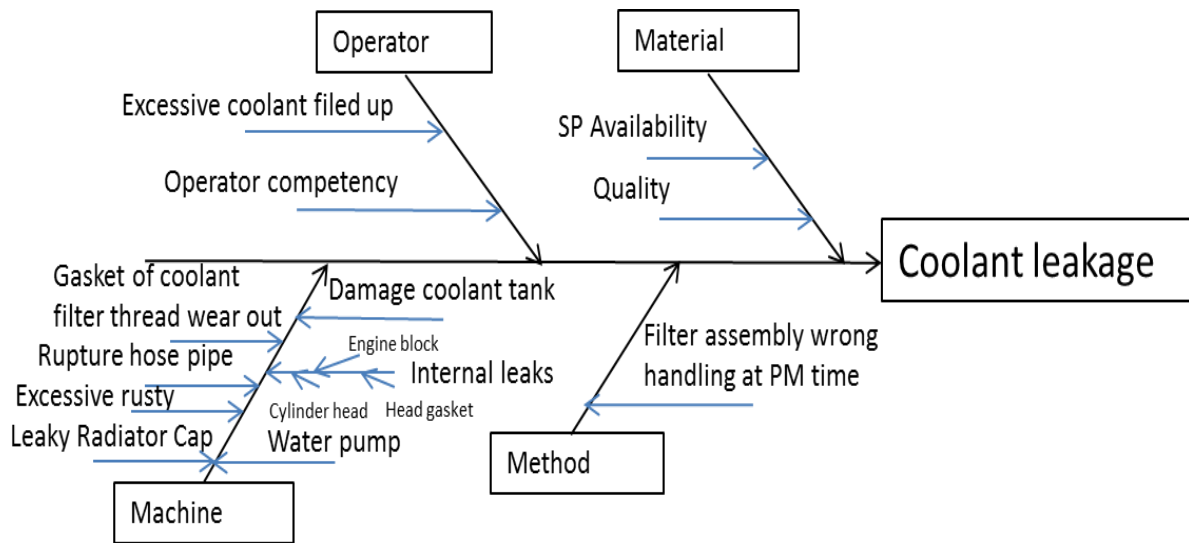 Operator
Material
Excessive coolant filed up
SP Availability
Operator competency
Quality
Coolant leakage
Gasket of coolant
filter thread wear out
Damage coolant tank
Rupture hose pipe
Engine block
Internal leaks
Excessive rusty
Cylinder head
Head gasket
Leaky Radiator Cap
Water pump
Filter assembly wrong
handling at PM time
Method
Machine